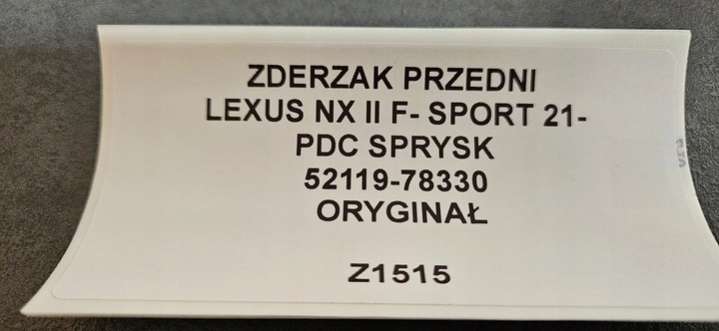 ZDERZAK PRZEDNI
LEXUS NX II F- SPORT 21-
PDC SPRYSK
52119-78330
ORYGINAŁ
Z1515